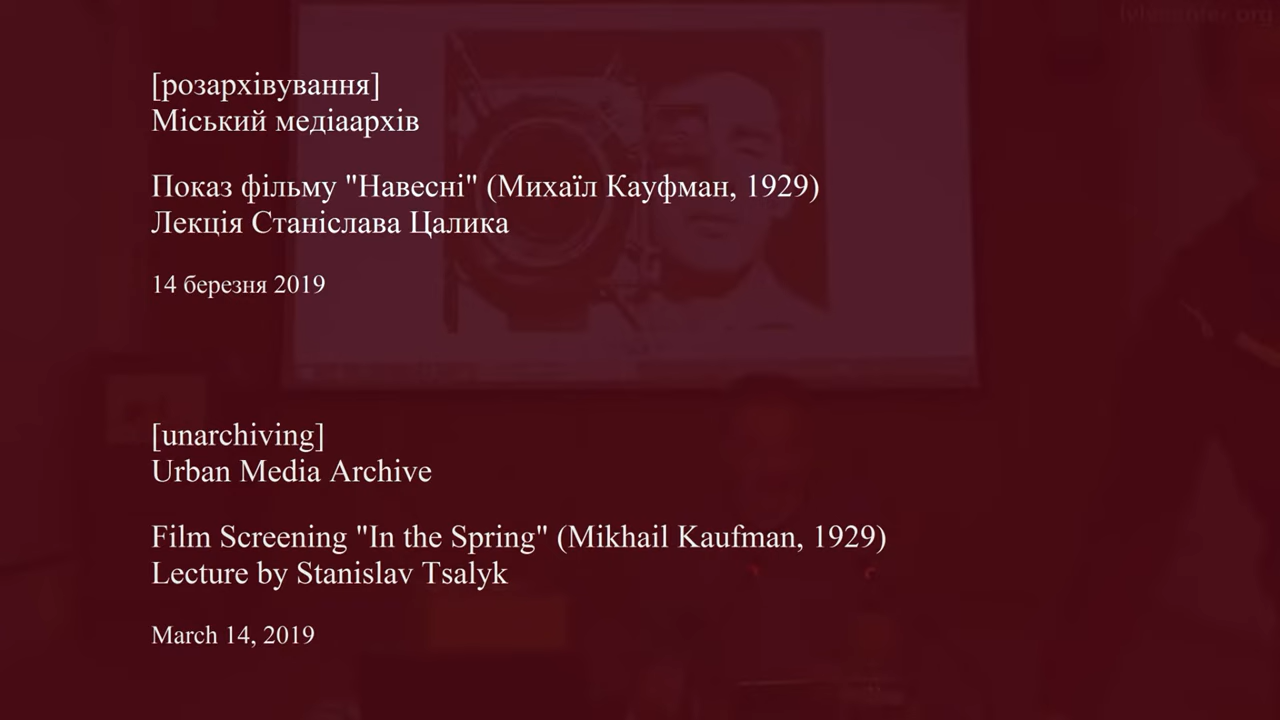 [розархівування]
Міський медіаархів
Показ фільму "Навесні" (Михаїл Кауфман, 1929)
Лекція Станіслава Цалика
14 березня 2019
[unarchiving]
Urban Media Archive
Film Screening "In the Spring" (Mikhail Kaufman, 1929)
Lecture by Stanislav Tsalyk
March 14, 2019